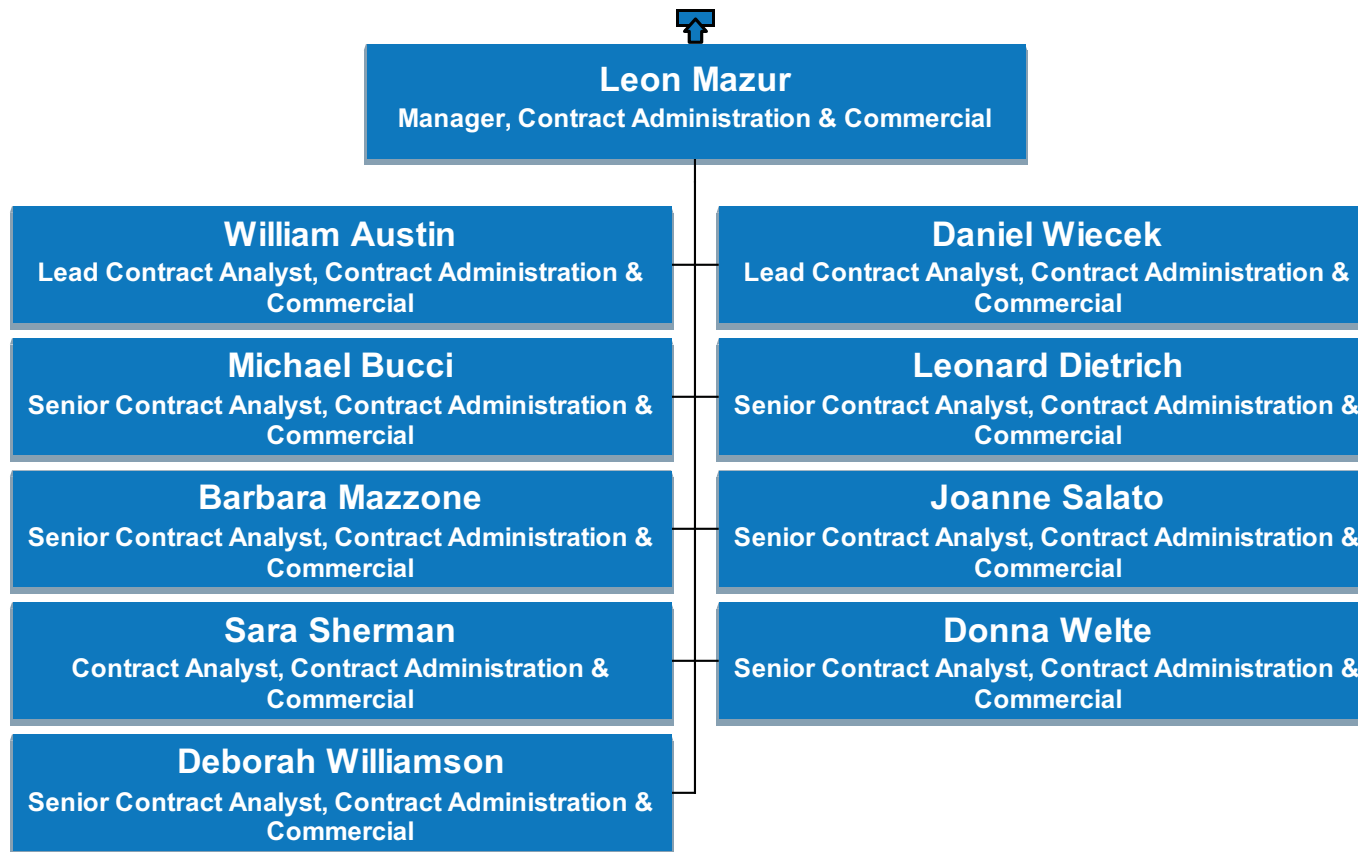 Leon Mazur
Manager, Contract Administration & Commercial
William Austin
Lead Contract Analyst, Contract Administration &
Commercial
Daniel Wiecek
Lead Contract Analyst, Contract Administration &
Commercial
Michael Bucci
Senior Contract Analyst, Contract Administration &
Commercial
Leonard Dietrich
Senior Contract Analyst, Contract Administration &
Commercial
Barbara Mazzone
Senior Contract Analyst, Contract Administration &
Commercial
Joanne Salato
Senior Contract Analyst, Contract Administration &
Commercial
Sara Sherman
Contract Analyst, Contract Administration &
Commercial
Donna Welte
Senior Contract Analyst, Contract Administration &
Commercial
Deborah Williamson
Senior Contract Analyst, Contract Administration &
Commercial